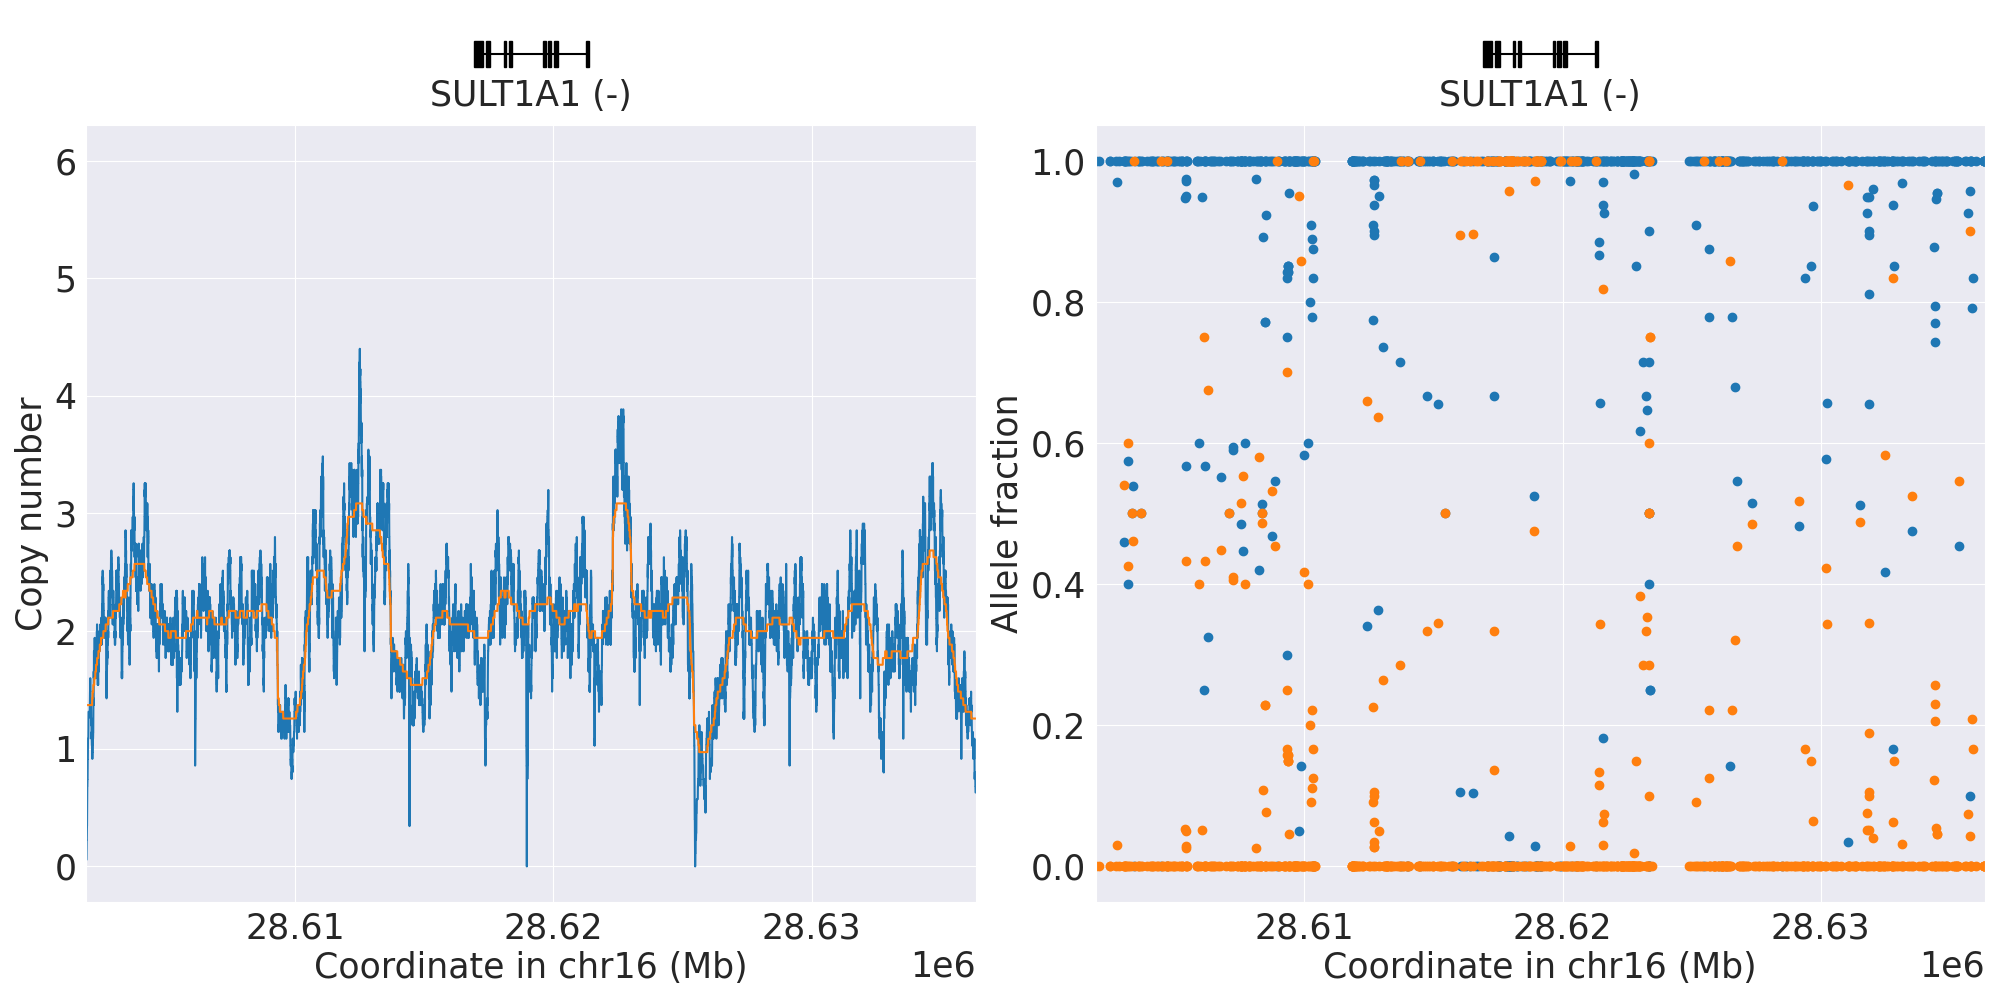 SULT1A1 (-)
6
5
4
3
2
1
0
Copy number
28.61
28.62
28.63
Coordinate in chr16 (Mb)
1e6
SULT1A1 (-)
1.0
0.8
0.6
0.4
0.2
0.0
Allele fraction
28.61
28.62
28.63
Coordinate in chr16 (Mb)
1e6